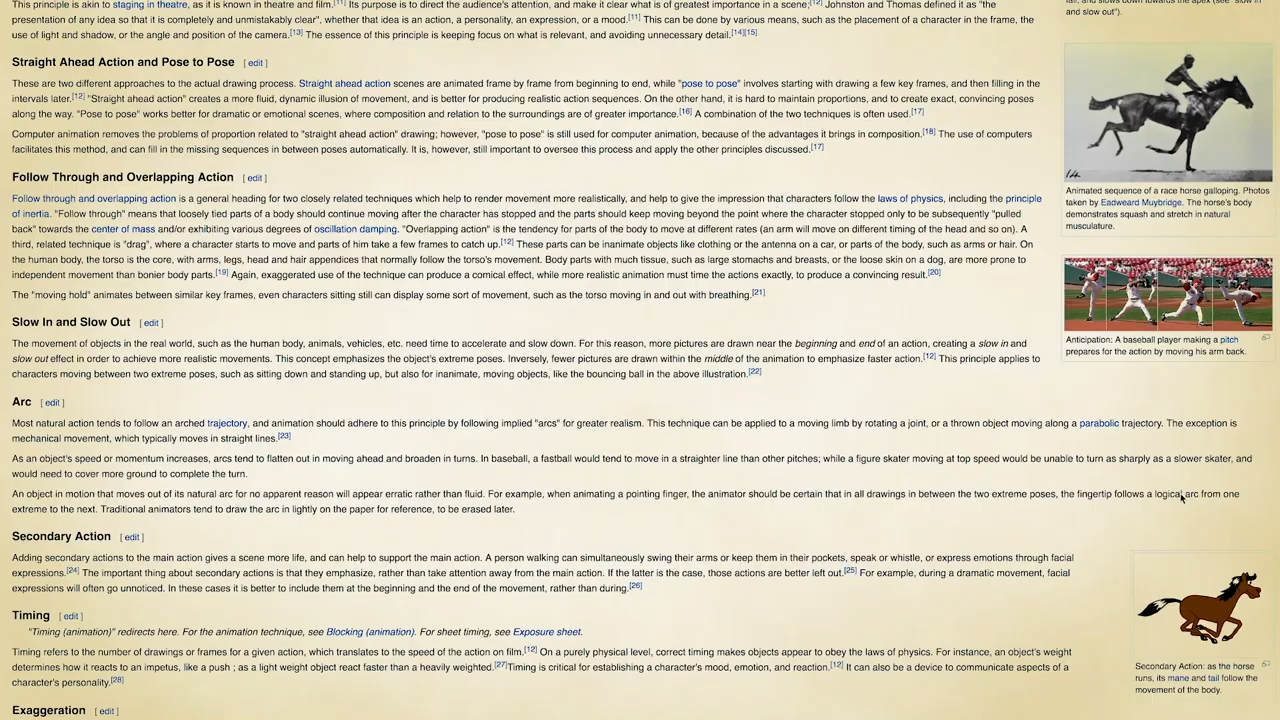 This principle is akin to staging in theatre, as it is known in theatre and film.[11] Its purpose is to direct the audience's attention, and make it clear what is of greatest importance in a scene;[12] Johnston and Thomas defined it as "the
presentation of any idea so that it is completely and unmistakably clear", whether that idea is an action, a personality, an expression, or a mood.[11] This can be done by various means, such as the placement of a character in the frame, the
use of light and shadow, or the angle and position of the camera.[13] The essence of this principle is keeping focus on what is relevant, and avoiding unnecessary detail.[14][15]
Straight Ahead Action and Pose to Pose [ edit ]
These are two different approaches to the actual drawing process. Straight ahead action scenes are animated frame by frame from beginning to end, while "pose to pose" involves starting with drawing a few key frames, and then filling in the
intervals later.[12] "Straight ahead action" creates a more fluid, dynamic illusion of movement, and is better for producing realistic action sequences. On the other hand, it is hard to maintain proportions, and to create exact, convincing poses
along the way. "Pose to pose" works better for dramatic or emotional scenes, where composition and relation to the surroundings are of greater importance.[16] A combination of the two techniques is often used.[17]
Computer animation removes the problems of proportion related to "straight ahead action" drawing; however, "pose to pose" is still used for computer animation, because of the advantages it brings in composition.[18] The use of computers
facilitates this method, and can fill in the missing sequences in between poses automatically. It is, however, still important to oversee this process and apply the other principles discussed.[17]
Follow Through and Overlapping Action [ edit ]
Follow through and overlapping action is a general heading for two closely related techniques which help to render movement more realistically, and help to give the impression that characters follow the laws of physics, including the principle
of inertia. "Follow through" means that loosely tied parts of a body should continue moving after the character has stopped and the parts should keep moving beyond the point where the character stopped only to be subsequently "pulled
back" towards the center of mass and/or exhibiting various degrees of oscillation damping. "Overlapping action" is the tendency for parts of the body to move at different rates (an arm will move on different timing of the head and so on). A
third, related technique is "drag", where a character starts to move and parts of him take a few frames to catch up.[12] These parts can be inanimate objects like clothing or the antenna on a car, or parts of the body, such as arms or hair. On
the human body, the torso is the core, with arms, legs, head and hair appendices that normally follow the torso's movement. Body parts with much tissue, such as large stomachs and breasts, or the loose skin on a dog, are more prone to
independent movement than bonier body parts.[19] Again, exaggerated use of the technique can produce a comical effect, while more realistic animation must time the actions exactly, to produce a convincing result.[20]
The "moving hold" animates between similar key frames, even characters sitting still can display some sort of movement, such as the torso moving in and out with breathing.[21]
Slow In and Slow Out [ edit ]
The movement of objects in the real world, such as the human body, animals, vehicles, etc. need time to accelerate and slow down. For this reason, more pictures are drawn near the beginning and end of an action, creating a slow in and
slow out effect in order to achieve more realistic movements. This concept emphasizes the object's extreme poses. Inversely, fewer pictures are drawn within the middle of the animation to emphasize faster action.[12] This principle applies to
characters moving between two extreme poses, such as sitting down and standing up, but also for inanimate, moving objects, like the bouncing ball in the above illustration.[22]
Arc [ edit ]
Most natural action tends to follow an arched trajectory, and animation should adhere to this principle by following implied "arcs" for greater realism. This technique can be applied to a moving limb by rotating a joint, or a thrown object moving along a parabolic trajectory. The exception is
mechanical movement, which typically moves in straight lines.[23]
As an object's speed or momentum increases, arcs tend to flatten out in moving ahead and broaden in turns. In baseball, a fastball would tend to move in a straighter line than other pitches; while a figure skater moving at top speed would be unable to turn as sharply as a slower skater, and
would need to cover more ground to complete the turn.
An object in motion that moves out of its natural arc for no apparent reason will appear erratic rather than fluid. For example, when animating a pointing finger, the animator should be certain that in all drawings in between the two extreme poses, the fingertip follows a logical arc from one
extreme to the next. Traditional animators tend to draw the arc in lightly on the paper for reference, to be erased later.
Secondary Action [ edit ]
Adding secondary actions to the main action gives a scene more life, and can help to support the main action. A person walking can simultaneously swing their arms or keep them in their pockets, speak or whistle, or express emotions through facial
expressions.[24] The important thing about secondary actions is that they emphasize, rather than take attention away from the main action. If the latter is the case, those actions are better left out.[25] For example, during a dramatic movement, facial
expressions will often go unnoticed. In these cases it is better to include them at the beginning and the end of the movement, rather than during.[26]
Timing [ edit ]
"Timing (animation)" redirects here. For the animation technique, see Blocking (animation). For sheet timing, see Exposure sheet.
Timing refers to the number of drawings or frames for a given action, which translates to the speed of the action on film.[12] On a purely physical level, correct timing makes objects appear to obey the laws of physics. For instance, an object's weight
determines how it reacts to an impetus, like a push ; as a light weight object react faster than a heavily weighted.[27]Timing is critical for establishing a character's mood, emotion, and reaction.[12] It can also be a device to communicate aspects of a
character's personality.[28]
Exaggeration [ edit ]
fall, and slows down towards the apex (see "slow in
and slow out").
Animated sequence of a race horse galloping. Photos
taken by Eadweard Muybridge. The horse's body
demonstrates squash and stretch in natural
musculature.
Anticipation: A baseball player making a pitch
prepares for the action by moving his arm back.
Secondary Action: as the horse
runs, its mane and tail follow the
movement of the body.